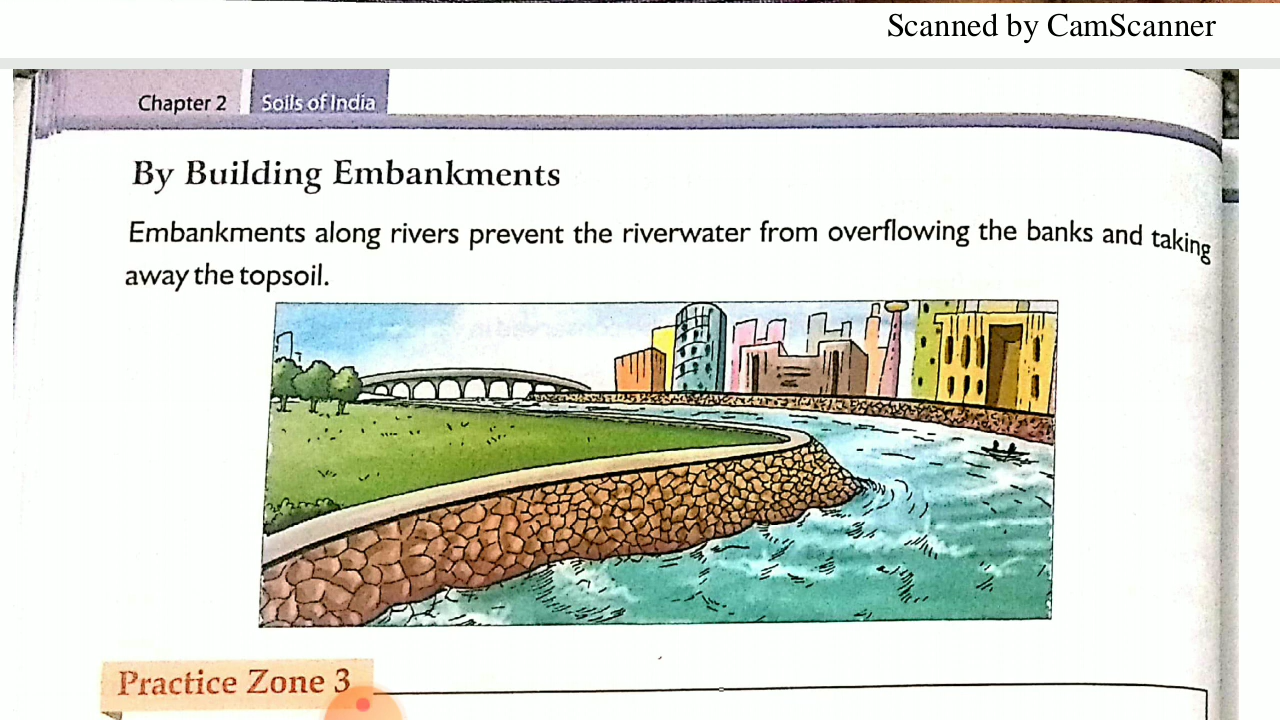 Scanned by CamScanner
Chapter 2 Soils of India
By Building Embankments
Embankments along rivers prevent the riverwater from overflowing the banks and taking
away the topsoil.
Practice Zone 3